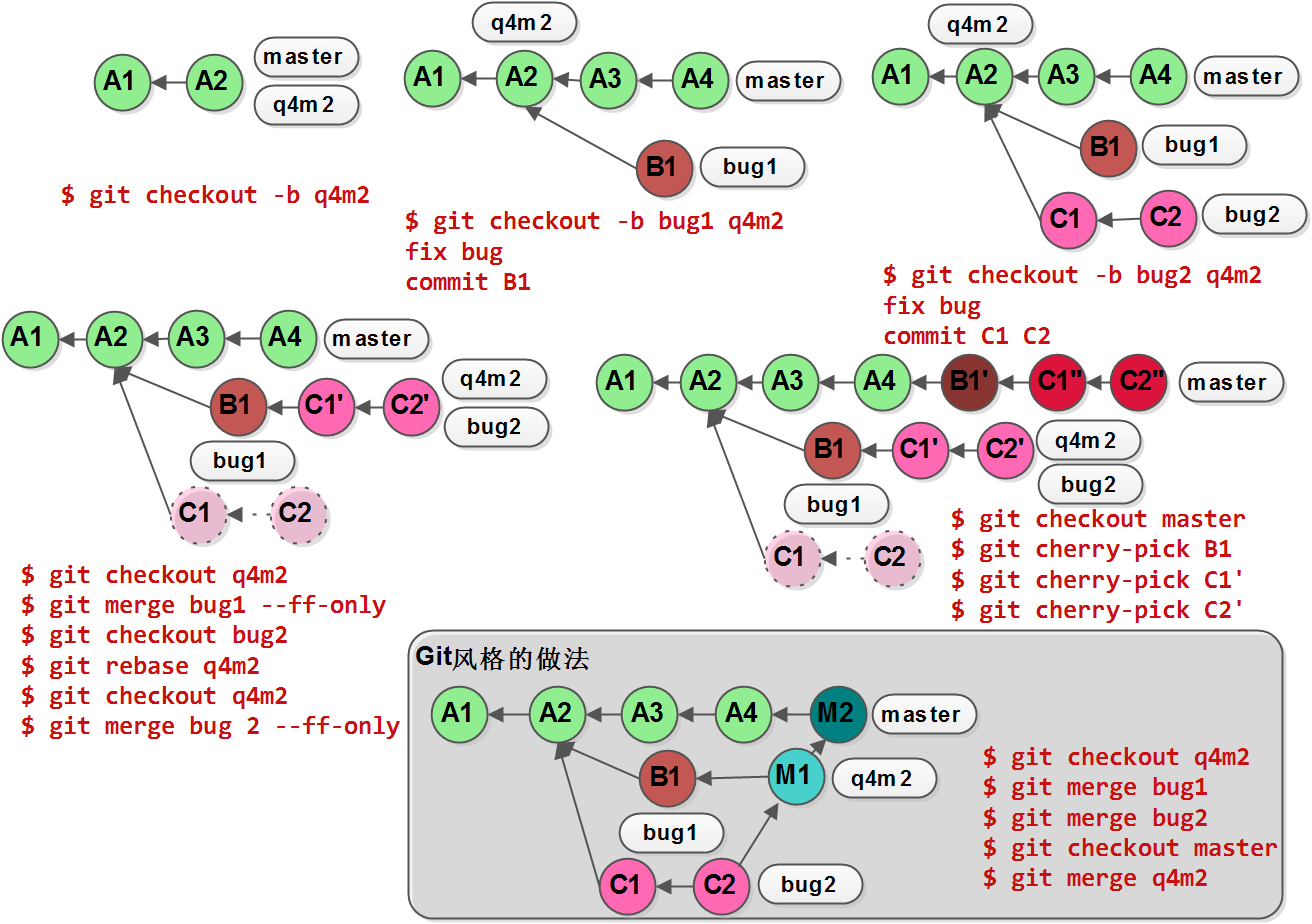 A1
A2
master
q4m2
$ git checkout -b q4m2
q4m2
A1
A2
A3
A4
master
B1
bug1
$ git checkout -b bug1 q4m2
fix bug
commit B1
q4m2
A1
A2
A3
A4
master
B1
bug1
C1
C2
bug2
$ git checkout -b bug2 q4m2
fix bug
commit C1 C2
A1
A2
A3
A4
master
B1
C1'
C2'
q4m2
bug2
bug1
C1
C2
$ git checkout q4m2
$ git merge bug1 --ff-only
$ git checkout bug2
$ git rebase q4m2
$ git checkout q4m2
$ git merge bug 2 --ff-only
A1
A2
A3
A4
B1'
C1"
C2"
master
B1
C1'
C2'
q4m2
bug2
bug1
C1
C2
$ git checkout master
$ git cherry-pick B1
$ git cherry-pick C1'
$ git cherry-pick C2'
Git风格的做法
A1
A2
A3
A4
M2
master
B1
M1
q4m2
bug1
C1
C2
bug2
$ git checkout q4m2
$ git merge bug1
$ git merge bug2
$ git checkout master
$ git merge q4m2